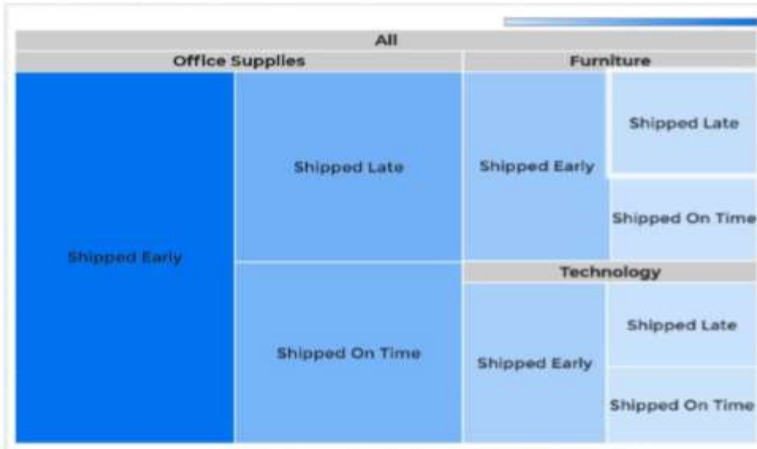 All
Office Supplies
Furniture
Shipped Early
Shipped Late
Shipped On Time
Shipped Early
Shipped Late
Shipped On Time
Technology
Shipped Early
Shipped Late
Shipped On Time